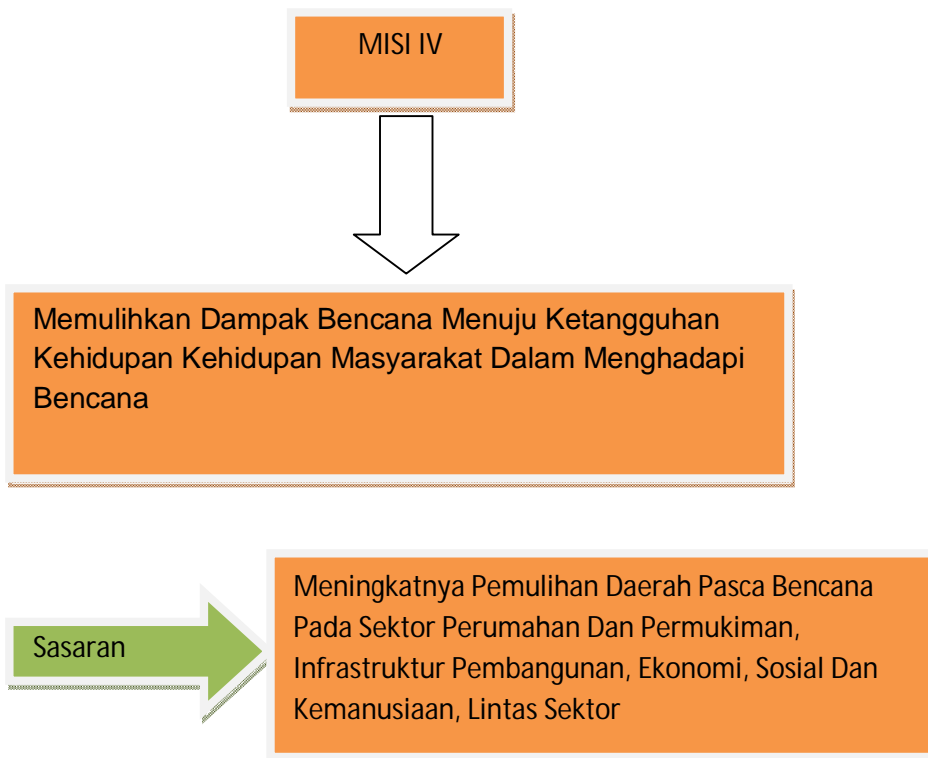 MISI IV
Memulihkan Dampak Bencana Menuju Ketangguhan
Kehidupan Kehidupan Masyarakat Dalam Menghadapi
Bencana
Sasaran
Meningkatnya Pemulihan Daerah Pasca Bencana
Pada Sektor Perumahan Dan Permukiman,
Infrastruktur Pembangunan, Ekonomi, Sosial Dan
Kemanusiaan, Lintas Sektor